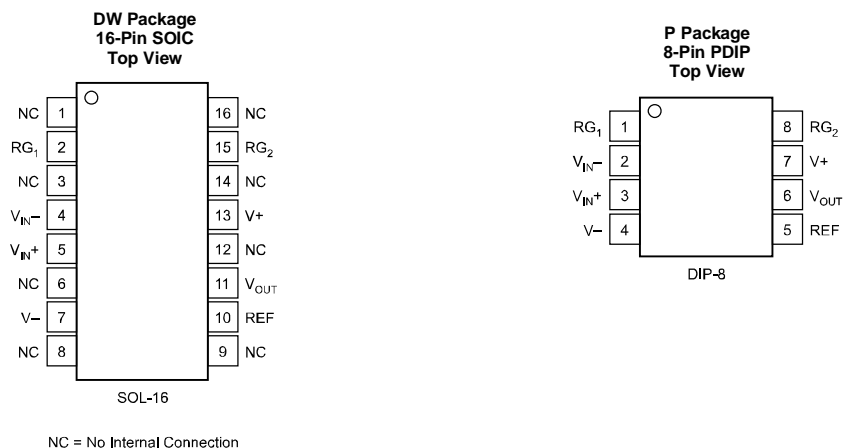 DW Package
16-Pin SOIC
Top View
NC 1 16 NC
RG1 2 15 RG2
NC 3 14 NC
VIN− 4 13 V+
VIN+ 5 12 NC
NC 6 11 VOUT
V− 7 10 REF
NC 8 9 NC
SOL-16
NC = No Internal Connection
P Package
8-Pin PDIP
Top View
RG1 1 8 RG2
VIN− 2 7 V+
VIN+ 3 6 VOUT
V− 4 5 REF
DIP-8